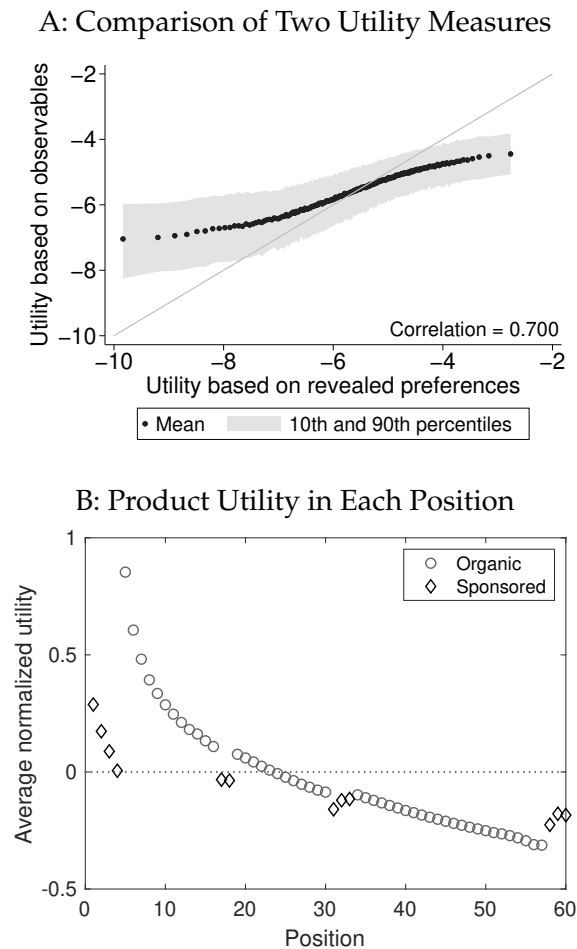 A: Comparison of Two Utility Measures
Utility based on observables
−2
−4
−6
−8
−10
Correlation = 0.700
−10 −8 −6 −4 −2
Utility based on revealed preferences
Mean 10th and 90th percentiles
B: Product Utility in Each Position
Average normalized utility
1
0.5
0
-0.5
Organic
Sponsored
0 10 20 30 40 50 60
Position